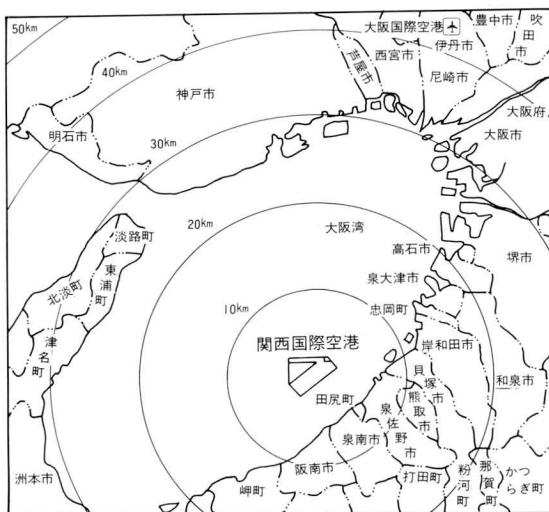 50km
大阪国際空港
豊中市
吹田市
伊丹市
西宮市
芦屋市
尼崎市
40km
神戸市
大阪府
大阪市
明石市
30km
20km
大阪湾
淡路町
東浦町
北淡町
津名町
高石市
堺市
泉大津市
忠岡町
10km
関西国際空港
岸和田市
貝塚市
和泉市
熊取市
田尻町
泉佐野市
泉南市
阪南市
岬町
打田町
粉河町
那賀町
かつらぎ町
洲本市